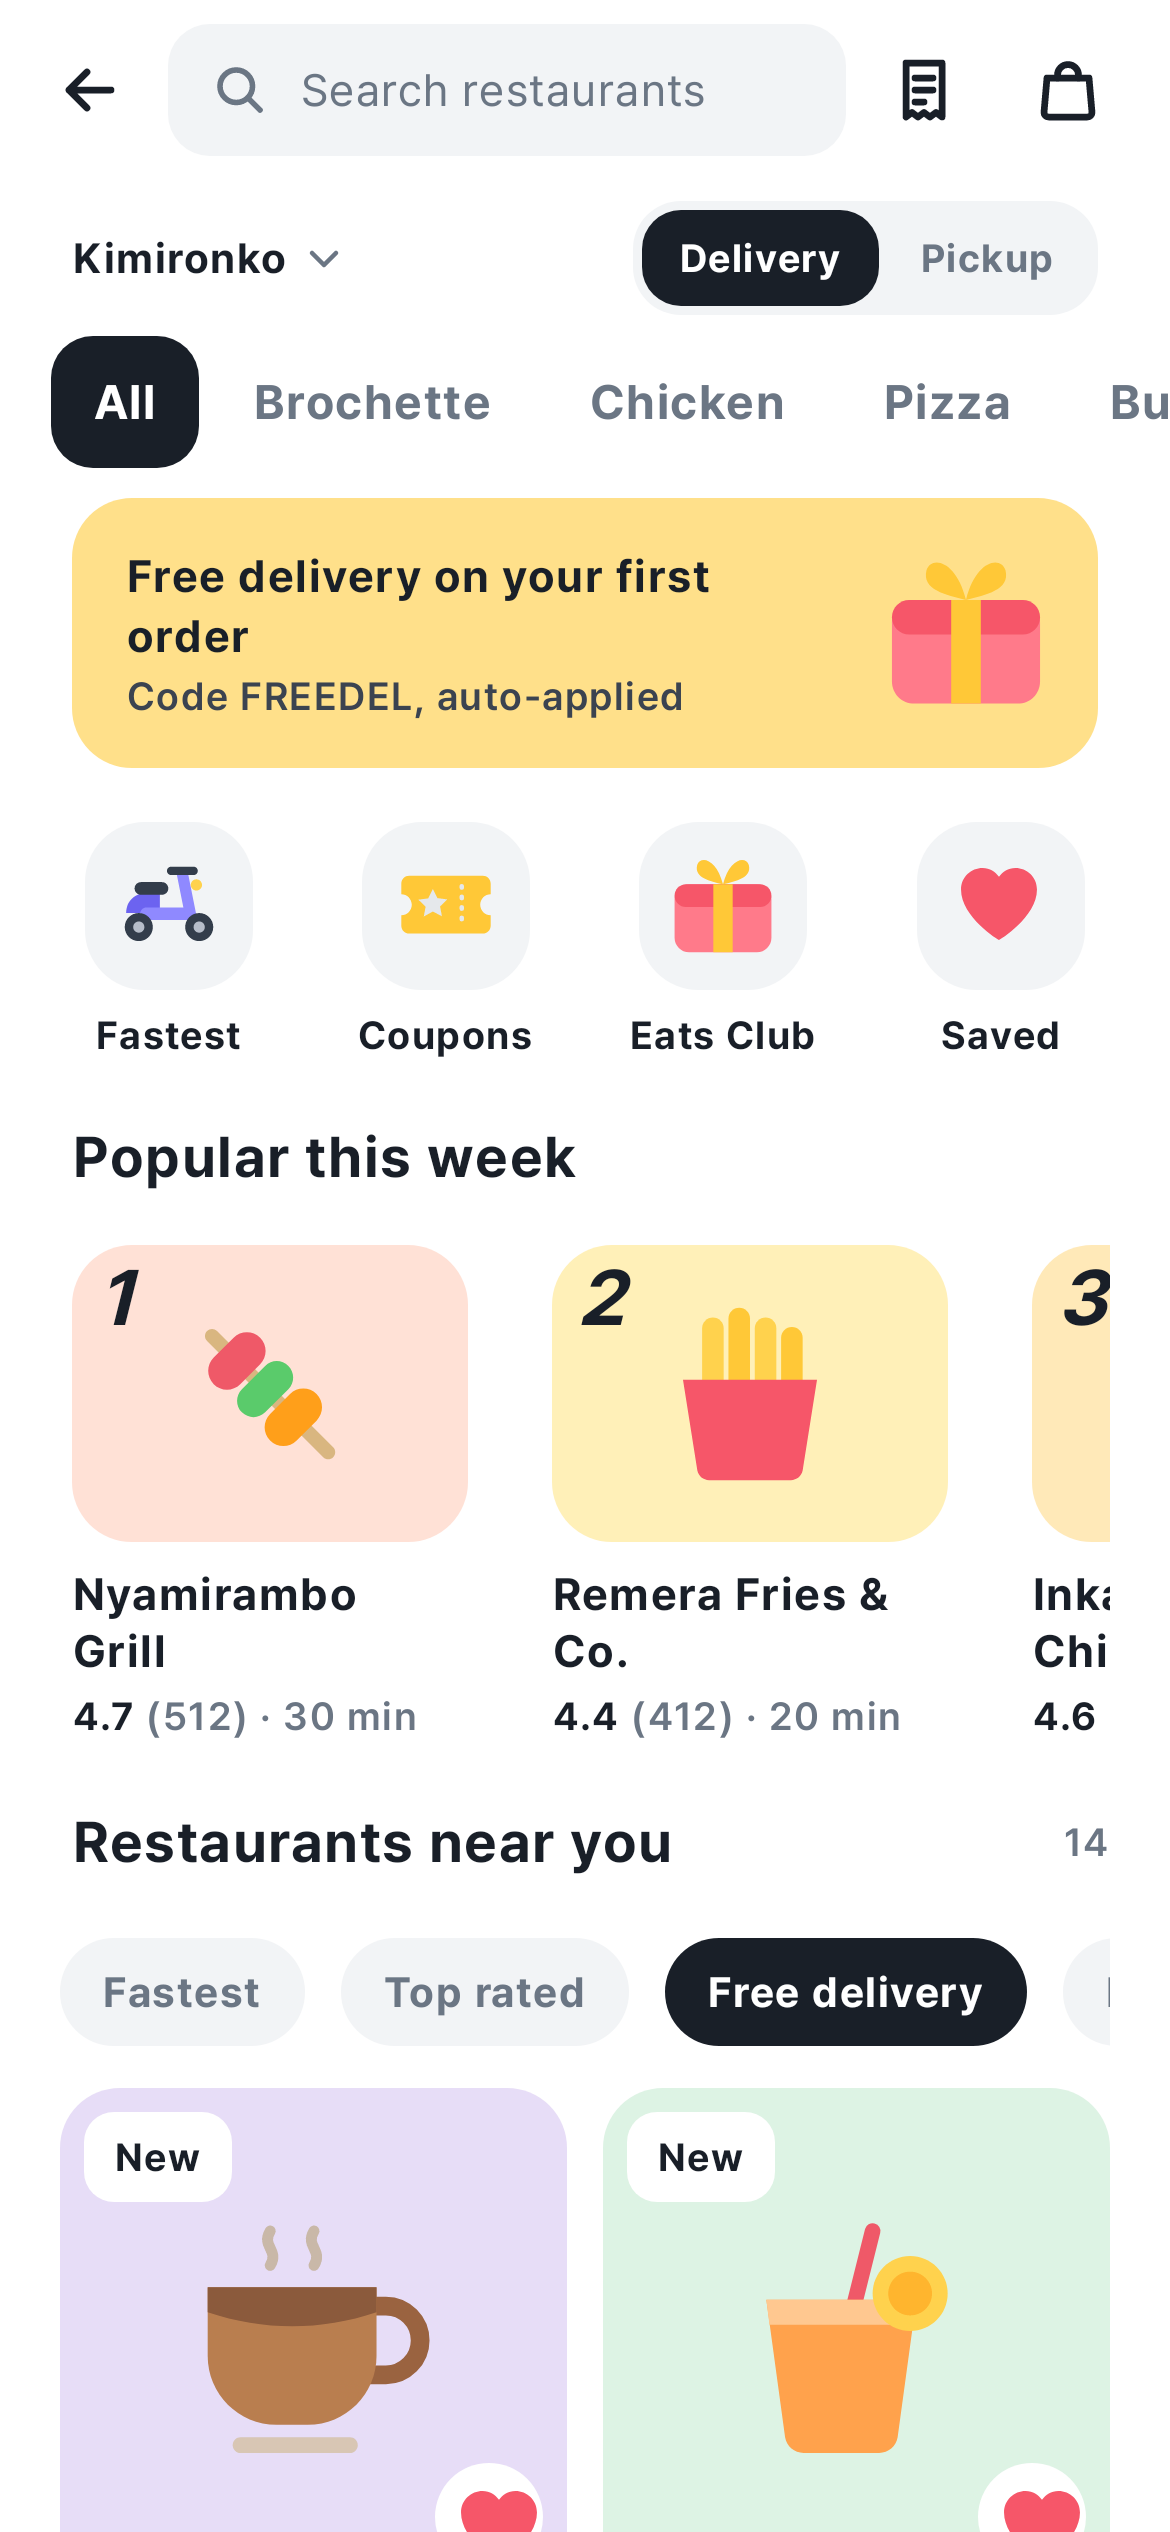 Search restaurants
Kimironko
Delivery Pickup
All Brochette Chicken Pizza Bu
Free delivery on your first
order
Code FREEDEL, auto-applied
Fastest Coupons Eats Club Saved
Popular this week
1 2 3
Nyamirambo
Grill
4.7 (512) · 30 min
Remera Fries &
Co.
4.4 (412) · 20 min
Inka
Chi
4.6
Restaurants near you 14
Fastest Top rated Free delivery
New New